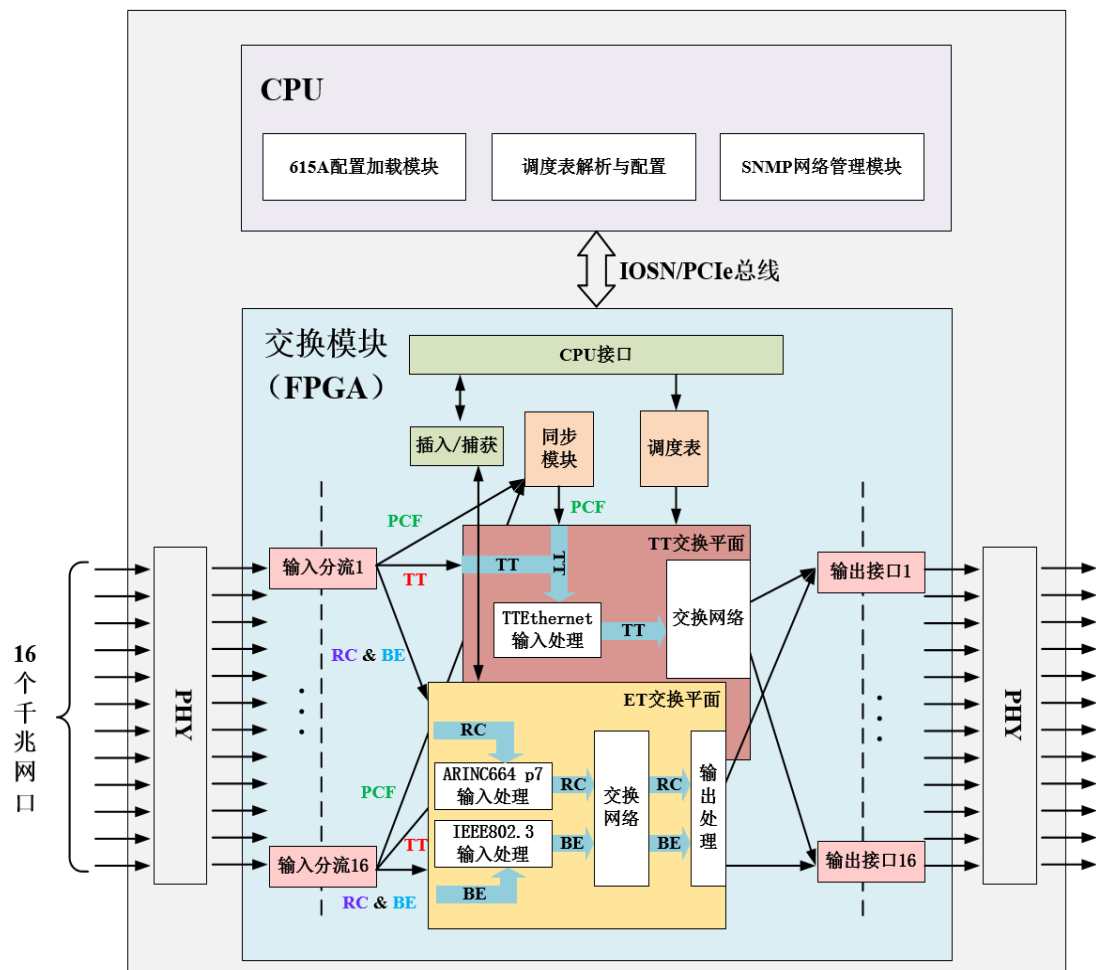 CPU
615A配置加载模块
调度表解析与配置
SNMP网络管理模块
IOSN/PCIe总线
交换模块
（FPGA）
CPU接口
插入/捕获
同步
模块
调度表
PCF
PCF
TT交换平面
输入分流1
TT
TT
TT
TTEthernet
输入处理
TT
交换网络
输出接口1
RC & BE
16
个
千
兆
网
口
PHY
PHY
ET交换平面
RC
ARINC664 p7
输入处理
RC
交换
网络
RC
输
出
处
理
PCF
IEEE802.3
输入处理
BE
BE
TT
输入分流16
BE
RC & BE
输出接口16